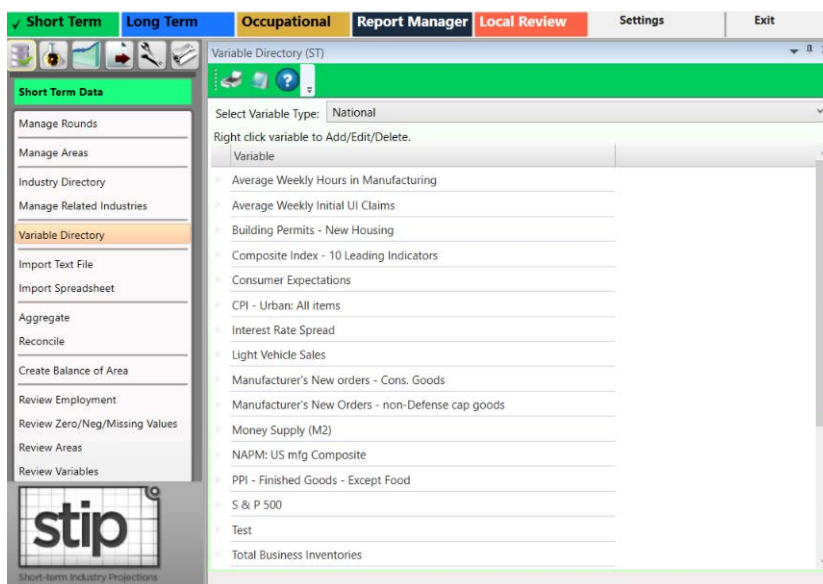 ✓ Short Term Long Term Occupational Report Manager Local Review Settings Exit
Variable Directory (ST)
Short Term Data
Manage Rounds
Manage Areas
Industry Directory
Manage Related Industries
Variable Directory
Import Text File
Import Spreadsheet
Aggregate
Reconcile
Create Balance of Area
Review Employment
Review Zero/Neg/Missing Values
Review Areas
Review Variables
stip
Short-term Industry Projections
Select Variable Type: National
Right click variable to Add/Edit/Delete.
Variable
Average Weekly Hours in Manufacturing
Average Weekly Initial UI Claims
Building Permits - New Housing
Composite Index - 10 Leading Indicators
Consumer Expectations
CPI - Urban: All items
Interest Rate Spread
Light Vehicle Sales
Manufacturer's New orders - Cons. Goods
Manufacturer's New Orders - non-Defense cap goods
Money Supply (M2)
NAPM: US mfg Composite
PPI - Finished Goods - Except Food
S & P 500
Test
Total Business Inventories